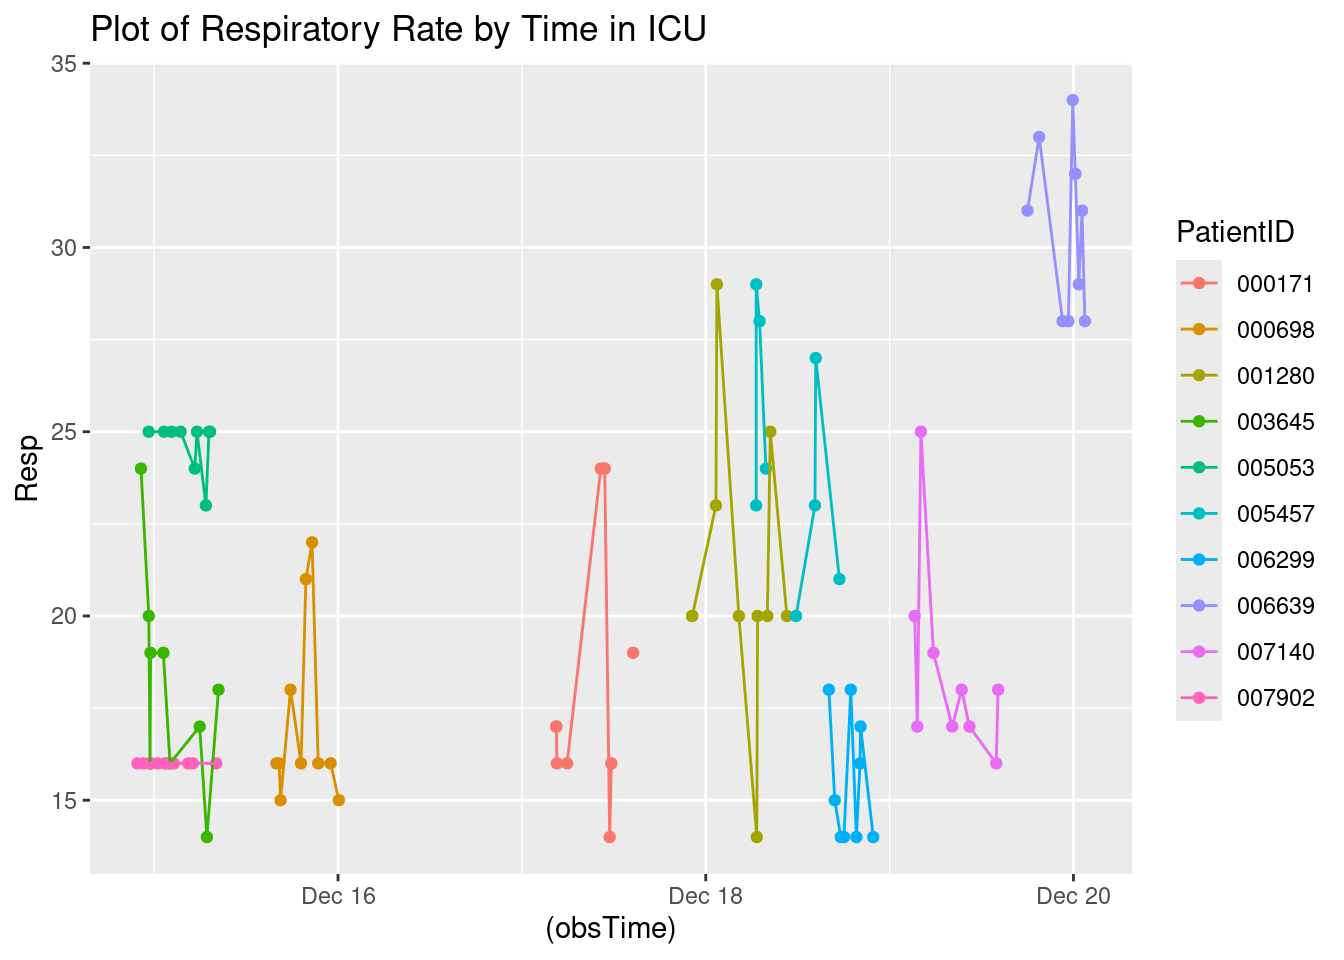 Plot of Respiratory Rate by Time in ICU
35
30
25
20
15
Resp
Dec 16
Dec 18
Dec 20
(obsTime)
PatientID
000171
000698
001280
003645
005053
005457
006299
006639
007140
007902